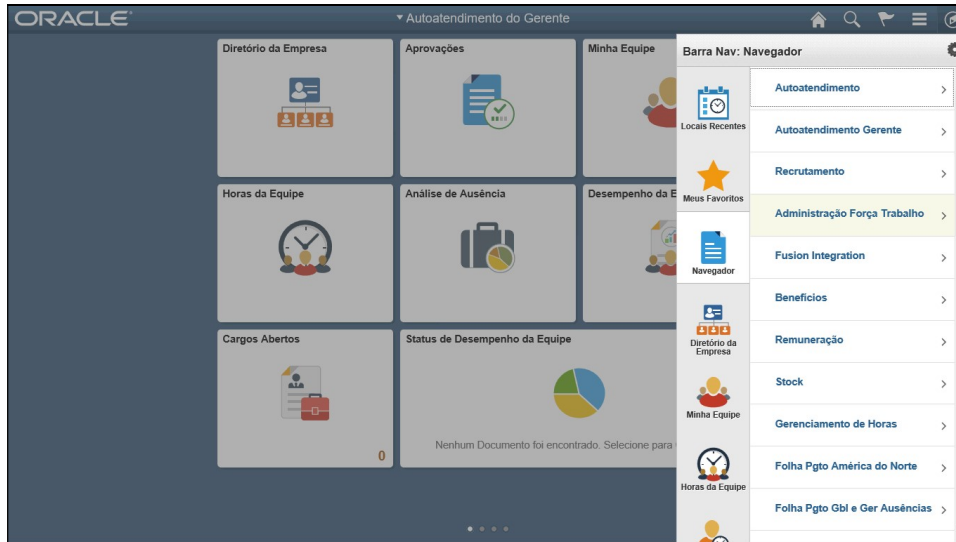 ORACLE
Autoatendimento do Gerente
Diretório da Empresa
Aprovações
Minha Equipe
Horas da Equipe
Análise de Ausência
Desempenho da E
Cargos Abertos
0
Status de Desempenho da Equipe
Nenhum Documento foi encontrado. Selecione para
Barra Nav: Navegador
Locais Recentes
Meus Favoritos
Navegador
Diretório da
Empresa
Minha Equipe
Horas da Equipe
Autoatendimento
Autoatendimento Gerente
Recrutamento
Administração Força Trabalho
Fusion Integration
Benefícios
Remuneração
Stock
Gerenciamento de Horas
Folha Pgto América do Norte
Folha Pgto Gbl e Ger Ausências